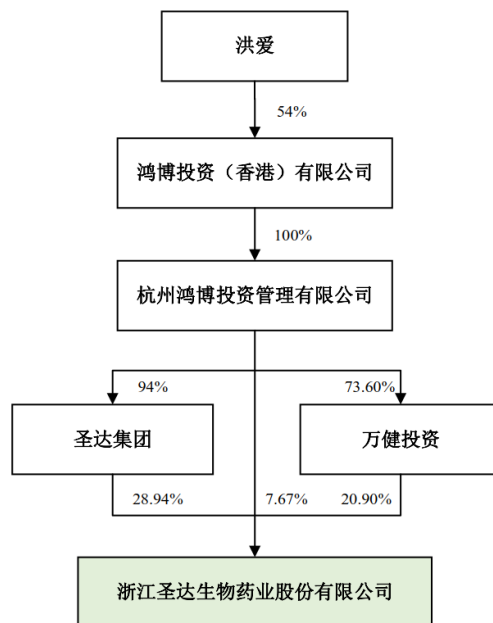 洪爱
54%
鸿博投资（香港）有限公司
100%
杭州鸿博投资管理有限公司
94%
73.60%
圣达集团
万健投资
28.94%
7.67%
20.90%
浙江圣达生物药业股份有限公司